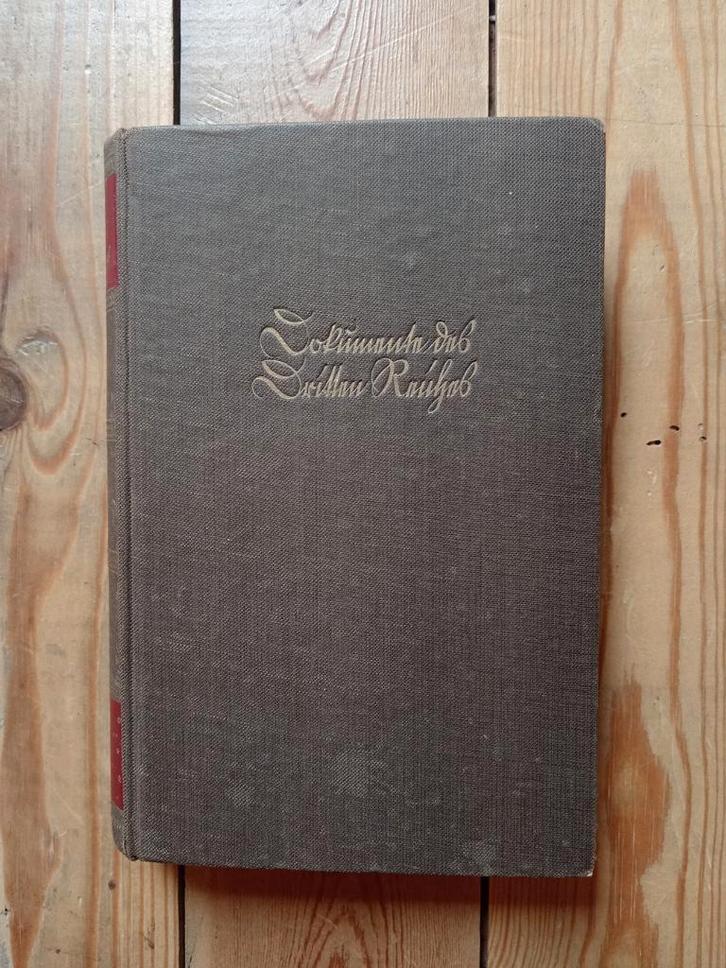 Dokumente des
Dritten Reiches